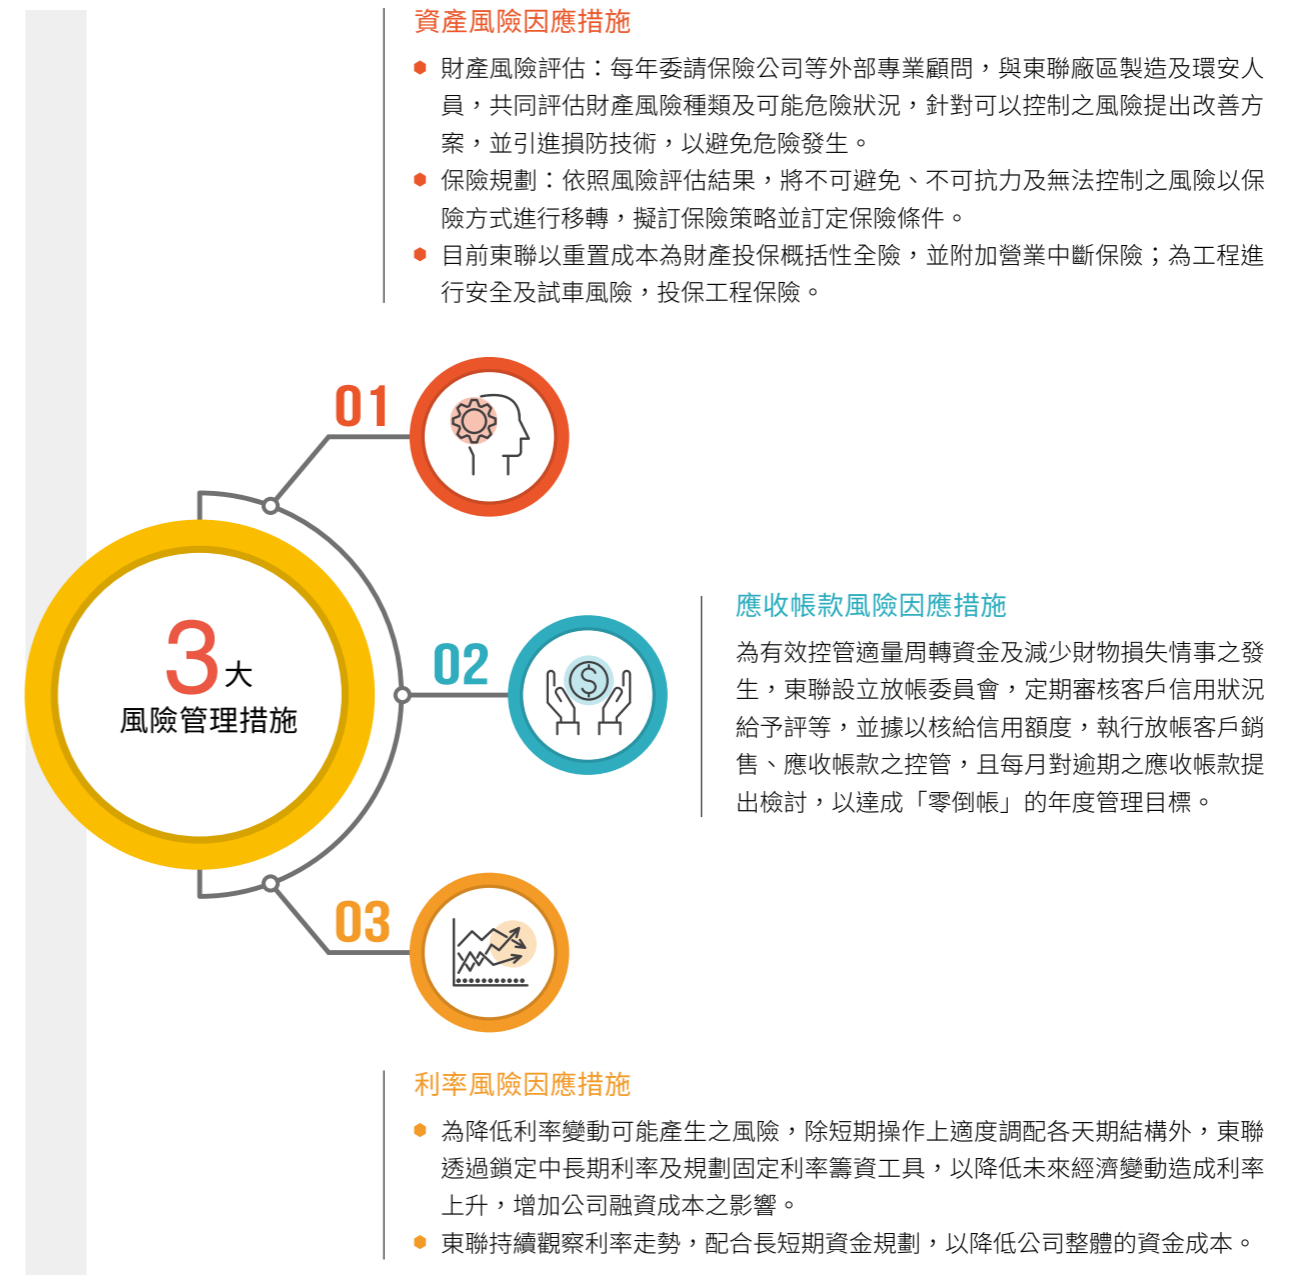 資產風險因應措施
財產風險評估：每年委請保險公司等外部專業顧問，與東聯廠區製造及環安人
員，共同評估財產風險種類及可能危險狀況，針對可以控制之風險提出改善方
案，並引進損防技術，以避免危險發生。
保險規劃：依照風險評估結果，將不可避免、不可抗力及無法控制之風險以保
險方式進行移轉，擬訂保險策略並訂定保險條件。
目前東聯以重置成本為財產投保概括性全險，並附加營業中斷保險；為工程進
行安全及試車風險，投保工程保險。
01
3大
風險管理措施
02
應收帳款風險因應措施
為有效控管適量周轉資金及減少財物損失情事之發
生，東聯設立放帳委員會，定期審核客戶信用狀況
給予評等，並據以核給信用額度，執行放帳客戶銷
售、應收帳款之控管，且每月對逾期之應收帳款提
出檢討，以達成「零倒帳」的年度管理目標。
03
利率風險因應措施
為降低利率變動可能產生之風險，除短期操作上適度調配各天期結構外，東聯
透過鎖定中長期利率及規劃固定利率籌資工具，以降低未來經濟變動造成利率
上升，增加公司融資成本之影響。
東聯持續觀察利率走勢，配合長短期資金規劃，以降低公司整體的資金成本。